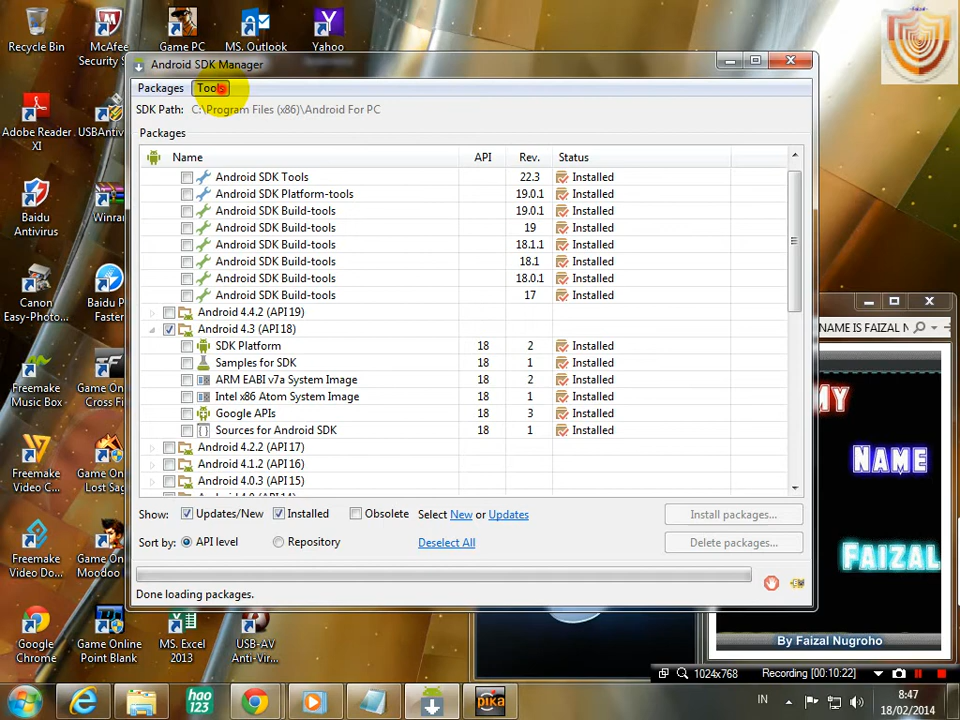 Recycle Bin
McAfee
Security S
Game PC
MS. Outlook
Yahoo
Adobe Reader
XI
USBAntiv
Baidu
Antivirus
Winrar
Canon
Easy-Photo...
Baidu P
Faster
Freemake
Music Box
Game On
Cross Fi
Freemake
Video C...
Game On
Lost Sag
Freemake
Video Do...
Game On
Moodoo
Google
Chrome
Game Online
Point Blank
MS. Excel
2013
USB-AV
Anti-Vir...
Android SDK Manager
Packages Tools
SDK Path: C:\Program Files (x86)\Android For PC
Packages
Name API Rev. Status
Android SDK Tools 22.3 Installed
Android SDK Platform-tools 19.0.1 Installed
Android SDK Build-tools 19.0.1 Installed
Android SDK Build-tools 19 Installed
Android SDK Build-tools 18.1.1 Installed
Android SDK Build-tools 18.1 Installed
Android SDK Build-tools 18.0.1 Installed
Android SDK Build-tools 17 Installed
Android 4.4.2 (API 19)
Android 4.3 (API 18)
SDK Platform 18 2 Installed
Samples for SDK 18 1 Installed
ARM EABI v7a System Image 18 2 Installed
Intel x86 Atom System Image 18 1 Installed
Google APIs 18 3 Installed
Sources for Android SDK 18 1 Installed
Android 4.2.2 (API 17)
Android 4.1.2 (API 16)
Android 4.0.3 (API 15)
Android 4.0 (API 14)
Show: Updates/New Installed Obsolete Select New or Updates Install packages...
Sort by: API level Repository Deselect All Delete packages...
Done loading packages.
NAME IS FAIZAL N
MY
NAME
FAIZAL
By Faizal Nugroho
1024x768 Recording [00:10:22]
hao
123
pika
IN
8:47
18/02/2014